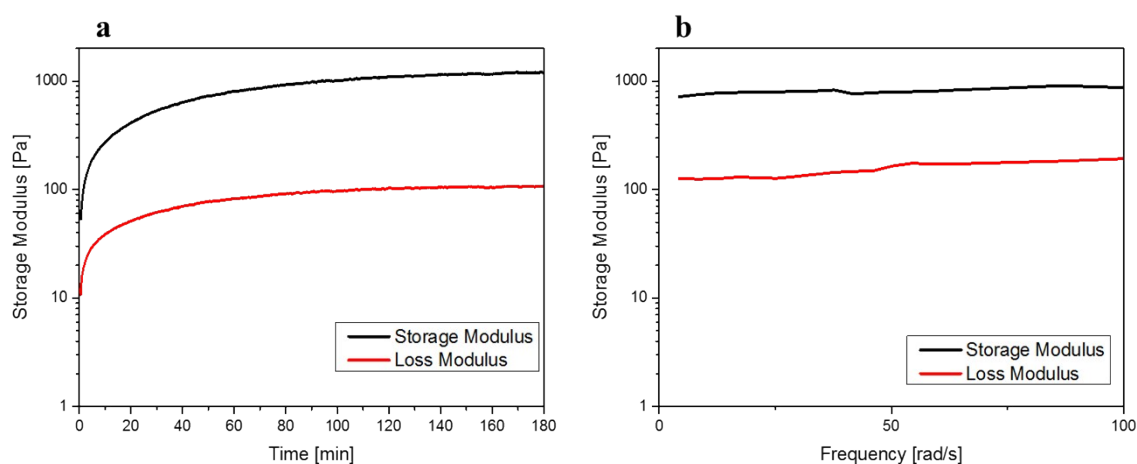 a
Storage Modulus [Pa]
1000
100
10
1
0 20 40 60 80 100 120 140 160 180
Time [min]
Storage Modulus
Loss Modulus
b
Storage Modulus [Pa]
1000
100
10
1
0 50 100
Frequency [rad/s]
Storage Modulus
Loss Modulus